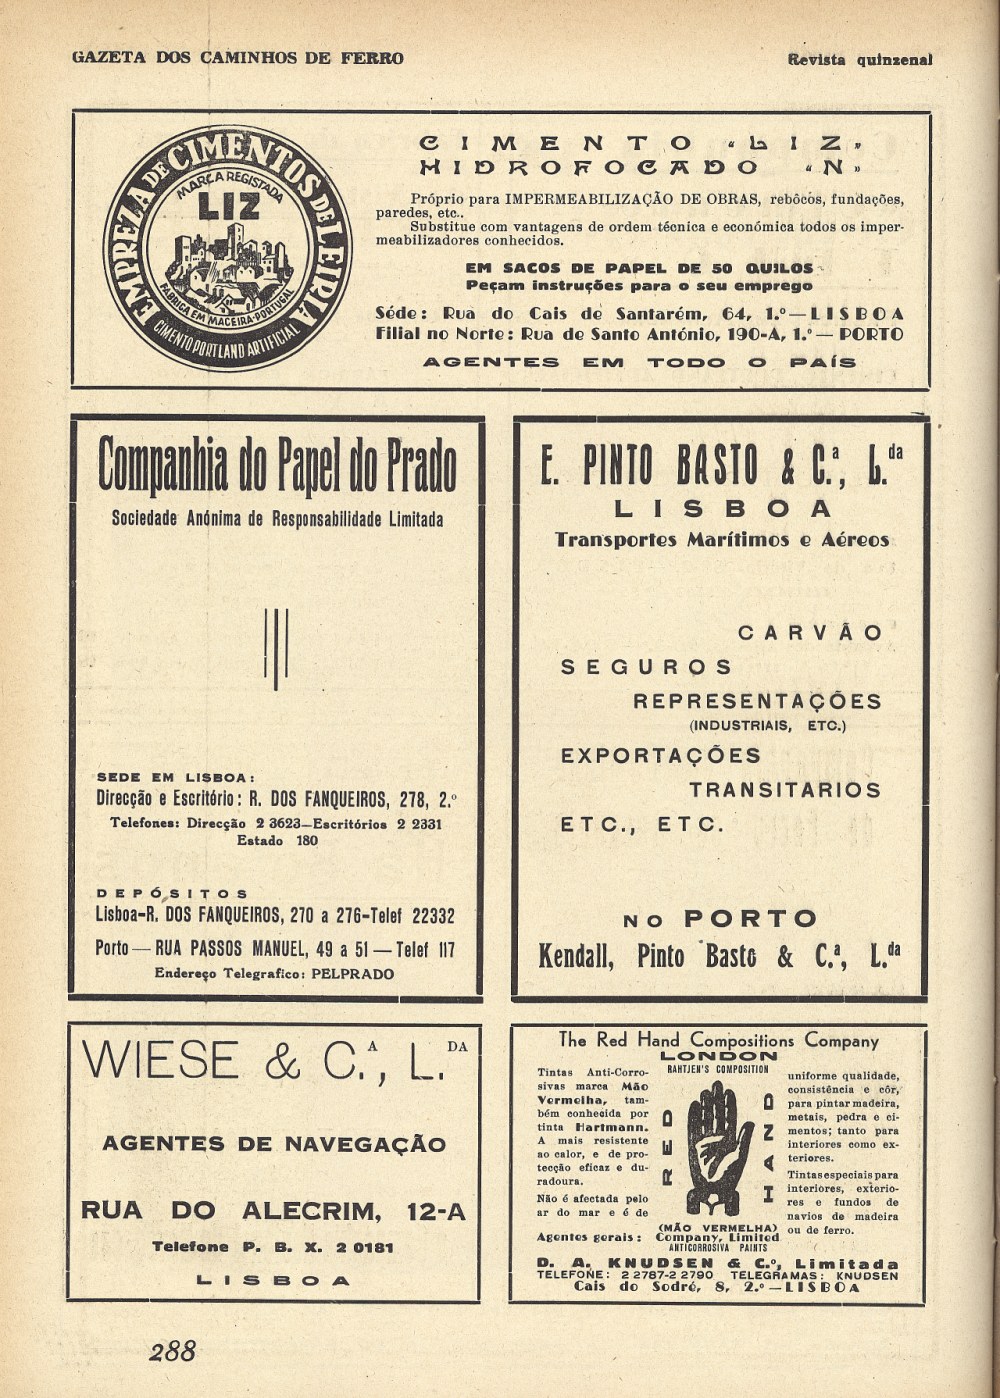 GAZETA DOS CAMINHOS DE FERRO
Revista quinzenal
EMPREZA DE CIMENTOS DE LEIRIA
MARCA REGISTADA
LIZ
FABRICA EM MACEIRA-PORTUGAL
CIMENTO PORTLAND ARTIFICIAL
CIMENTO «LIZ»
HIDROFOCADO «N»
Próprio para IMPERMEABILIZAÇÃO DE OBRAS, rebôcos, fundações,
paredes, etc..
Substitue com vantagens de ordem técnica e económica todos os imper-
meabilizadores conhecidos.
EM SACOS DE PAPEL DE 50 QUILOS
Peçam instruções para o seu emprego
Séde: Rua do Cais de Santarém, 64, 1.º—LISBOA
Filial no Norte: Rua de Santo António, 190-A, 1.º — PORTO
AGENTES EM TODO O PAÍS
Companhia do Papel do Prado
Sociedade Anónima de Responsabilidade Limitada
SEDE EM LISBOA:
Direcção e Escritório: R. DOS FANQUEIROS, 278, 2.º
Telefones: Direcção 2 3623—Escritórios 2 2331
Estado 180
DEPÓSITOS
Lisboa-R. DOS FANQUEIROS, 270 a 276-Telef 22332
Porto — RUA PASSOS MANUEL, 49 a 51 — Telef 117
Endereço Telegrafico: PELPRADO
E. PINTO BASTO & C.ª, L.da
LISBOA
Transportes Marítimos e Aéreos
CARVÃO
SEGUROS
REPRESENTAÇÕES
(INDUSTRIAIS, ETC.)
EXPORTAÇÕES
TRANSITARIOS
ETC., ETC.
NO PORTO
Kendall, Pinto Basto & C.ª, L.da
WIESE & C.A, L.DA
AGENTES DE NAVEGAÇÃO
RUA DO ALECRIM, 12-A
Telefone P. B. X. 2 0181
LISBOA
The Red Hand Compositions Company
LONDON
Tintas Anti-Corro-
sivas marca Mão
Vermelha, tam-
bém conhecida por
tinta Hartmann.
A mais resistente
ao calor, e de pro-
tecção eficaz e du-
radoura.
Não é afectada pelo
ar do mar e é de
RAHTJEN'S COMPOSITION
RED HAND
(MÃO VERMELHA)
uniforme qualidade,
consistência e côr,
para pintar madeira,
metais, pedra e ci-
mentos; tanto para
interiores como ex-
teriores.
Tintas especiais para
interiores, exterio-
res e fundos de
navios de madeira
ou de ferro.
Agentes gerais: Company, Limited
ANTICORROSIVA PAINTS
D. A. KNUDSEN & C.º, Limitada
TELEFONE: 2 2787-2 2790 TELEGRAMAS: KNUDSEN
Cais do Sodré, 8, 2.º—LISBOA
288